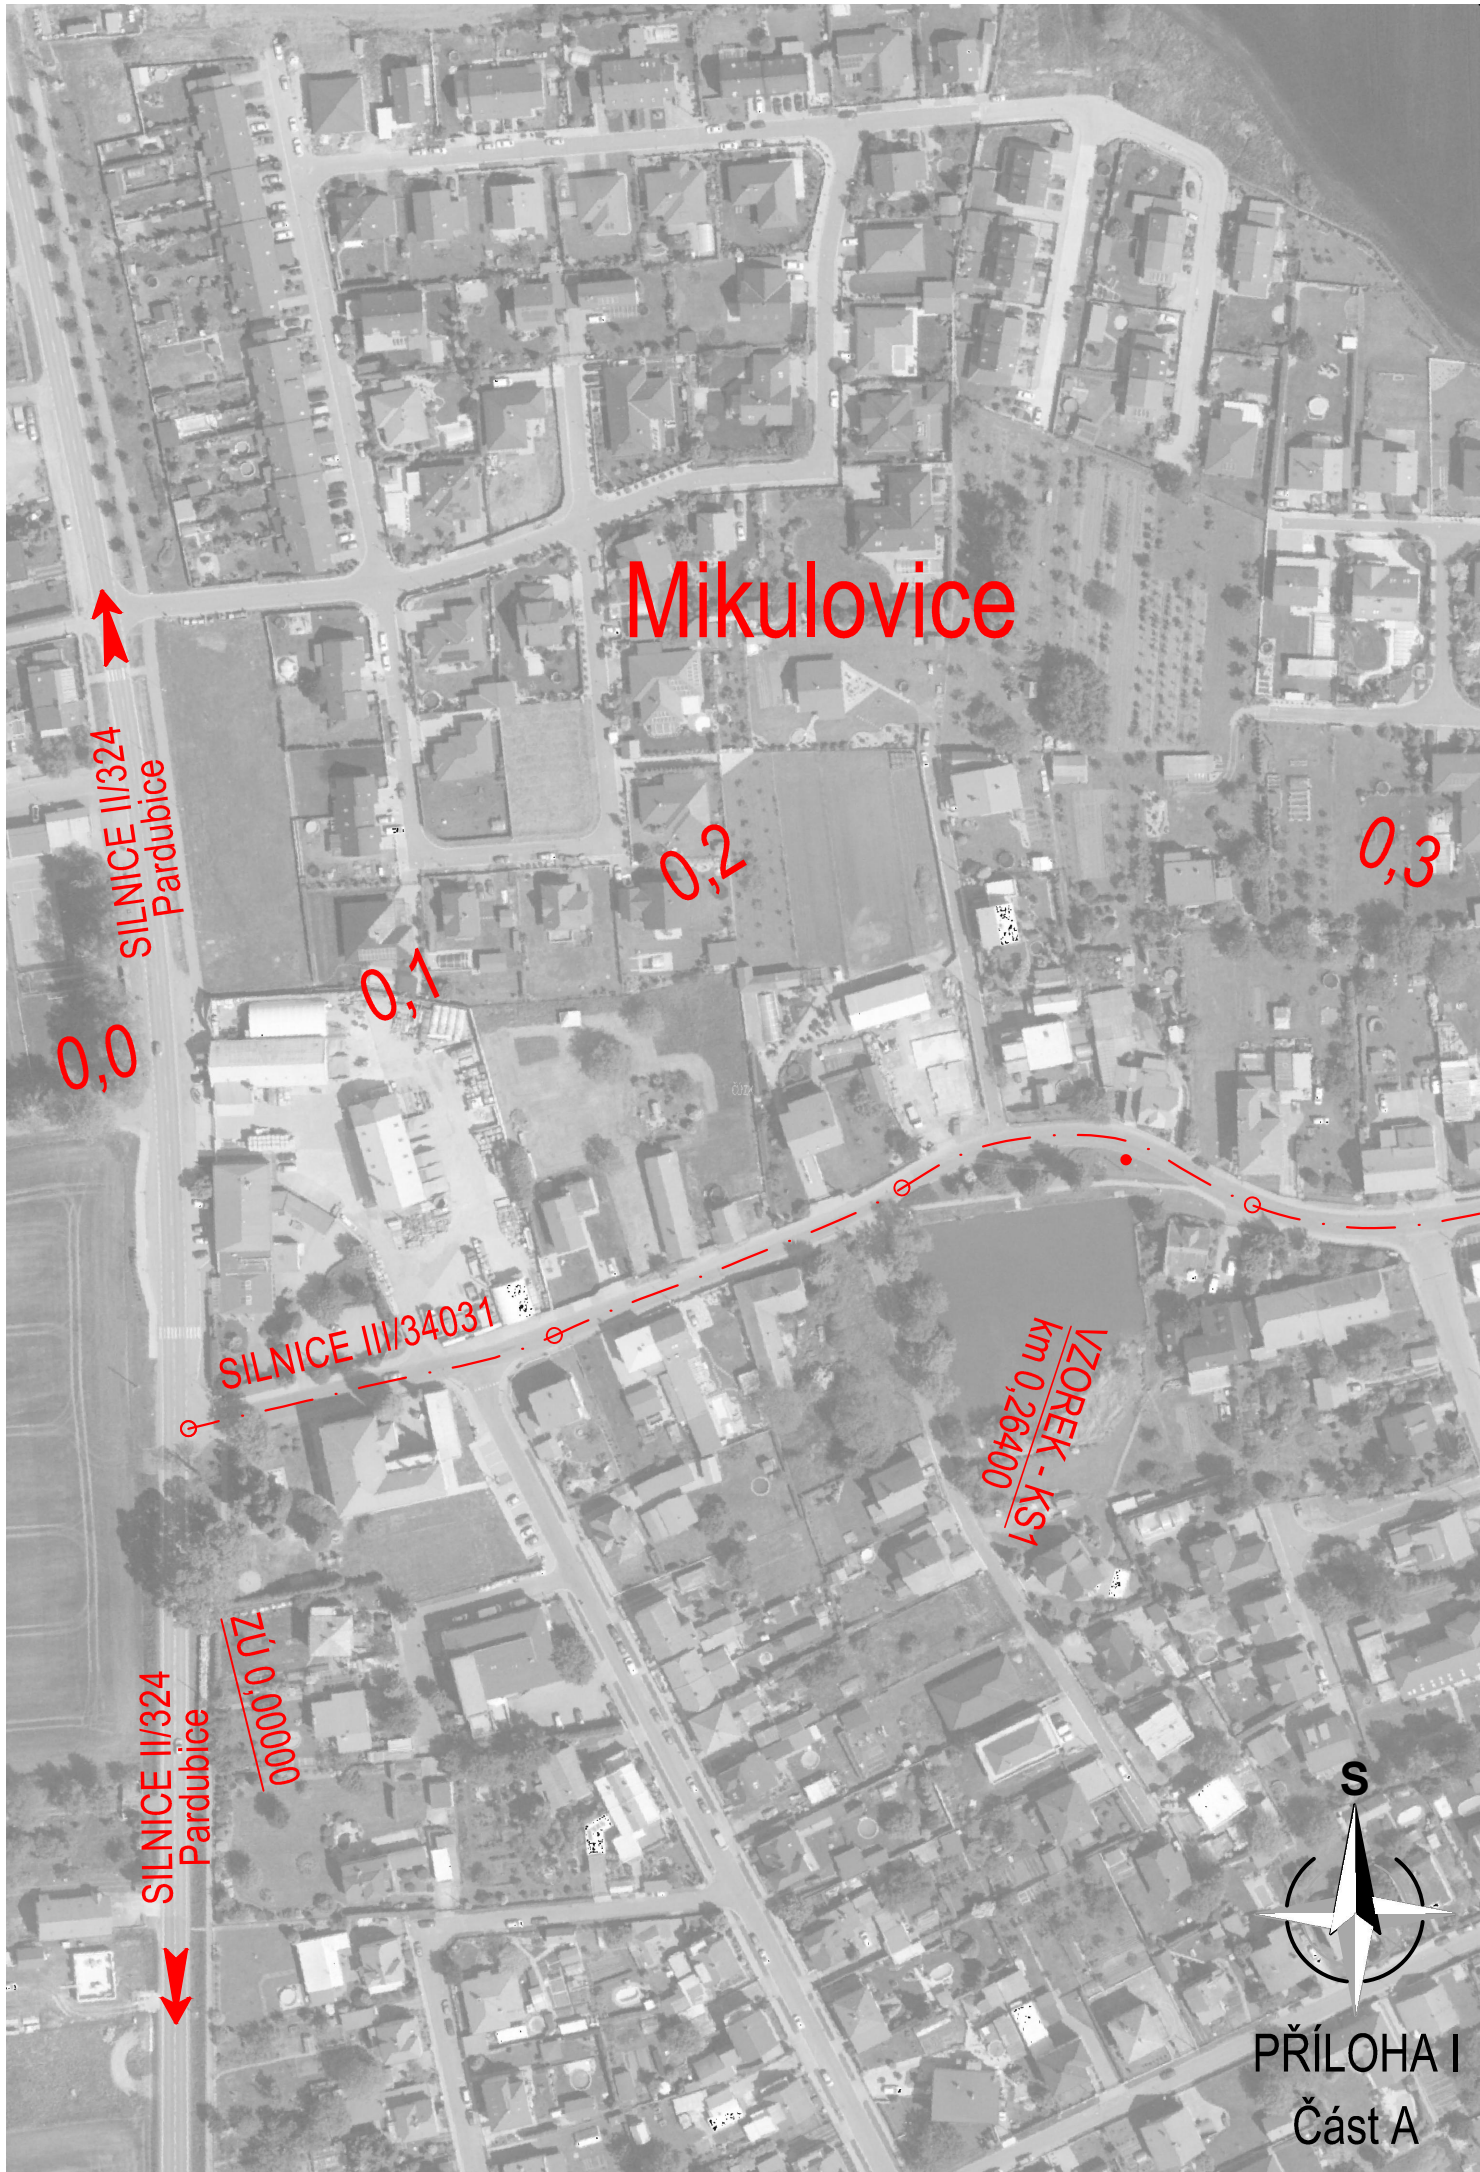 Mikulovice
SILNICE II/324
Pardubice
0,0
0,1
0,2
0,3
SILNICE III/34031
VZOREK - KS1
km 0,26400
ZÚ 0,00000
SILNICE II/324
Pardubice
S
PŘÍLOHA I
Část A